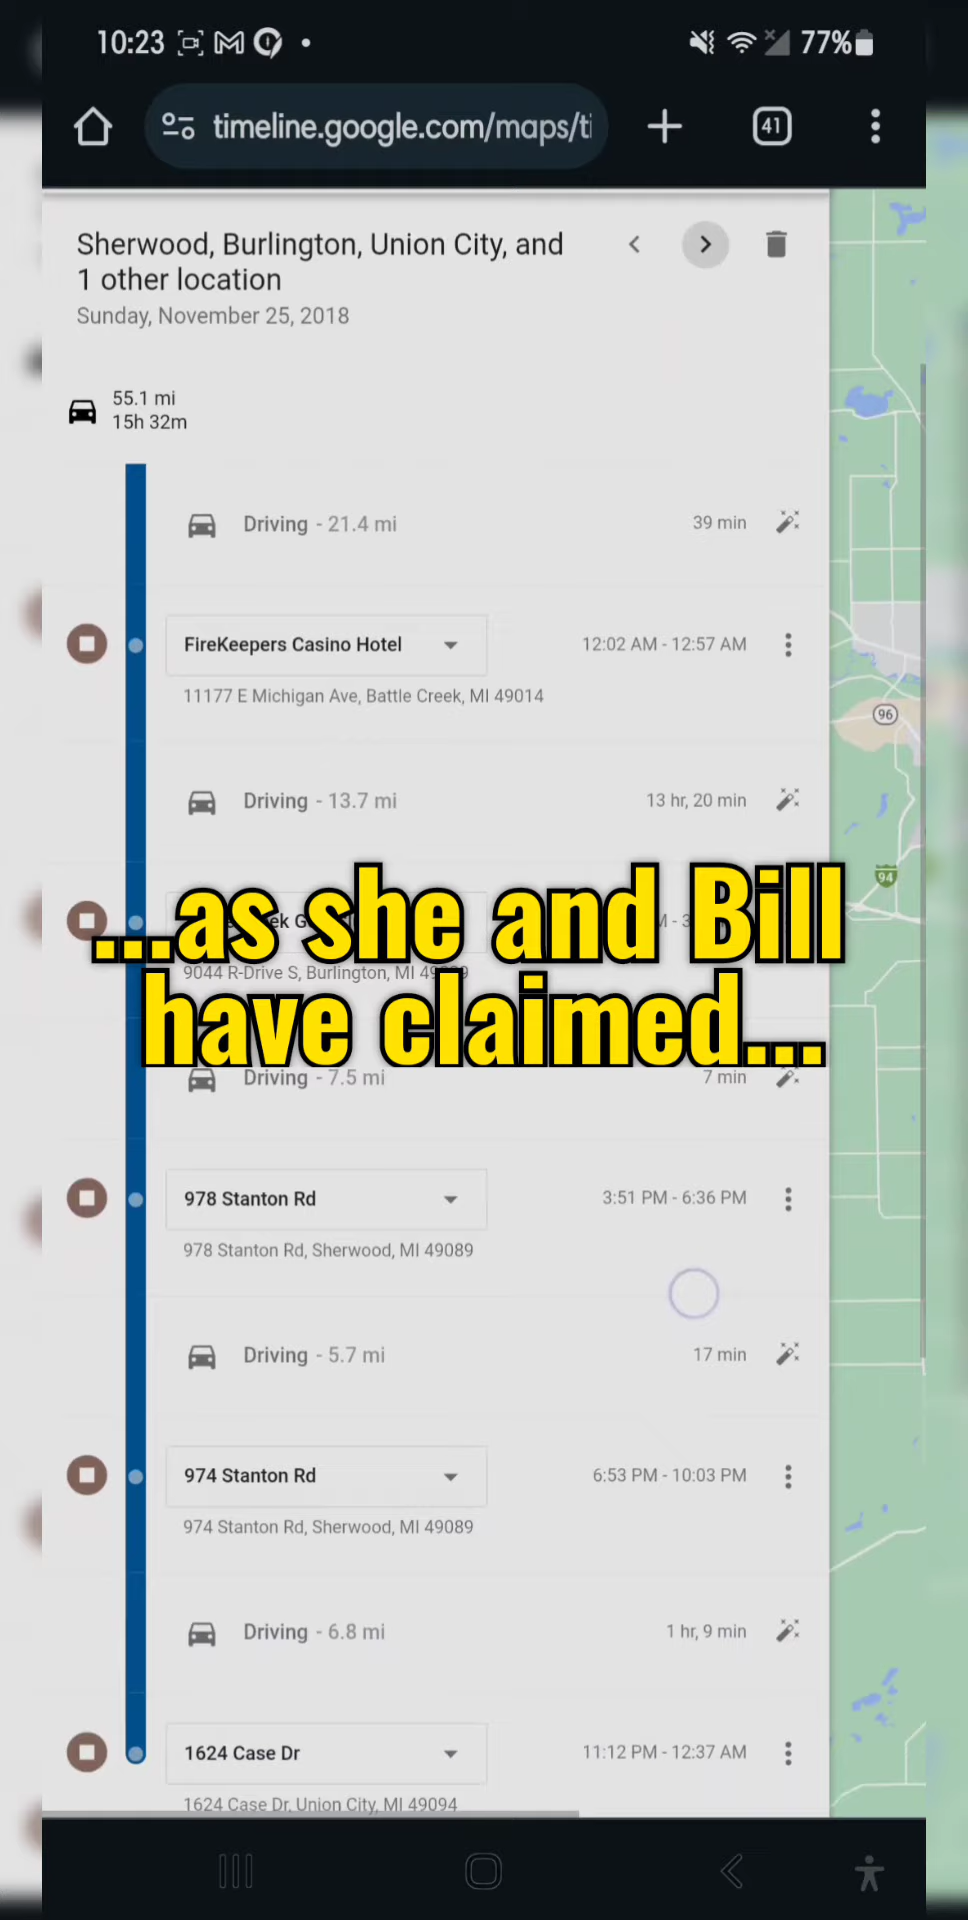 10:23
77%
timeline.google.com/maps/ti
41
Sherwood, Burlington, Union City, and
1 other location
Sunday, November 25, 2018
55.1 mi
15h 32m
Driving - 21.4 mi
39 min
FireKeepers Casino Hotel
12:02 AM - 12:57 AM
11177 E Michigan Ave, Battle Creek, MI 49014
96
Driving - 13.7 mi
13 hr, 20 min
94
...as she and Bill
have claimed...
9044 R-Drive S, Burlington, MI
Driving - 7.5 mi
7 min
978 Stanton Rd
3:51 PM - 6:36 PM
978 Stanton Rd, Sherwood, MI 49089
Driving - 5.7 mi
17 min
974 Stanton Rd
6:53 PM - 10:03 PM
974 Stanton Rd, Sherwood, MI 49089
Driving - 6.8 mi
1 hr, 9 min
1624 Case Dr
11:12 PM - 12:37 AM
1624 Case Dr, Union City, MI 49094